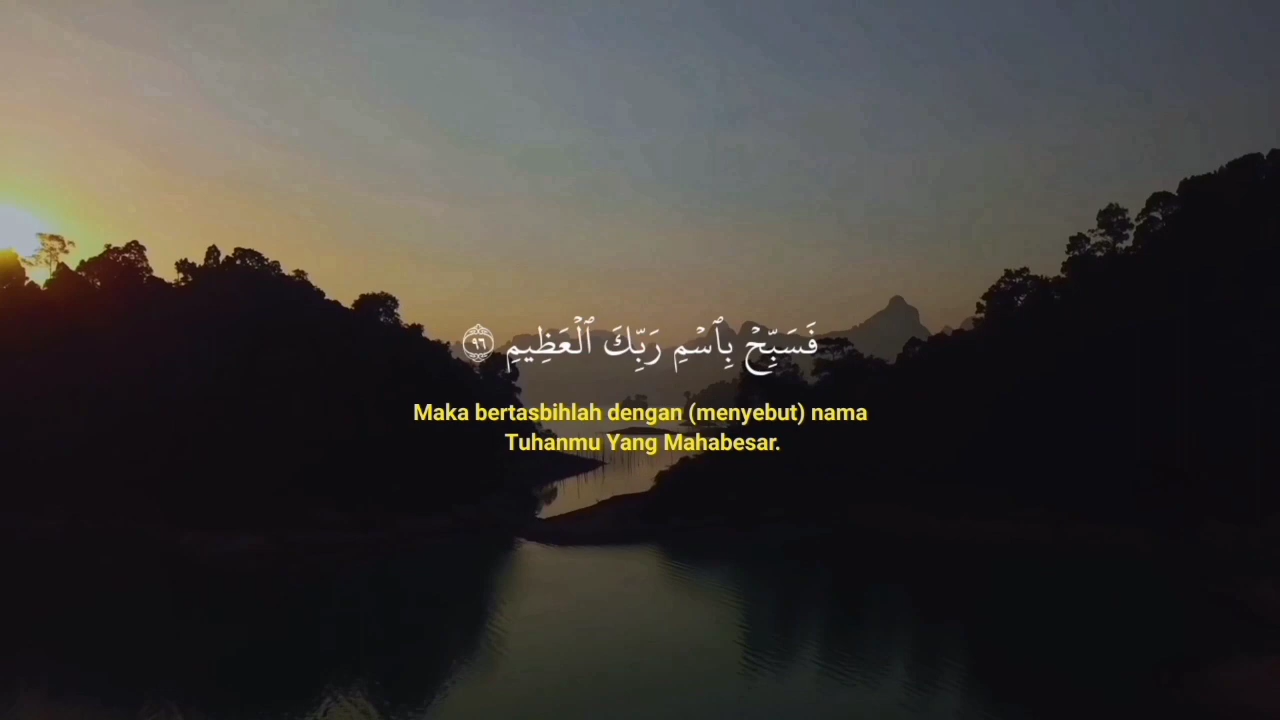 فَسَبِّحْ بِٱسْمِ رَبِّكَ ٱلْعَظِيمِ ٩٦
Maka bertasbihlah dengan (menyebut) nama
Tuhanmu Yang Mahabesar.